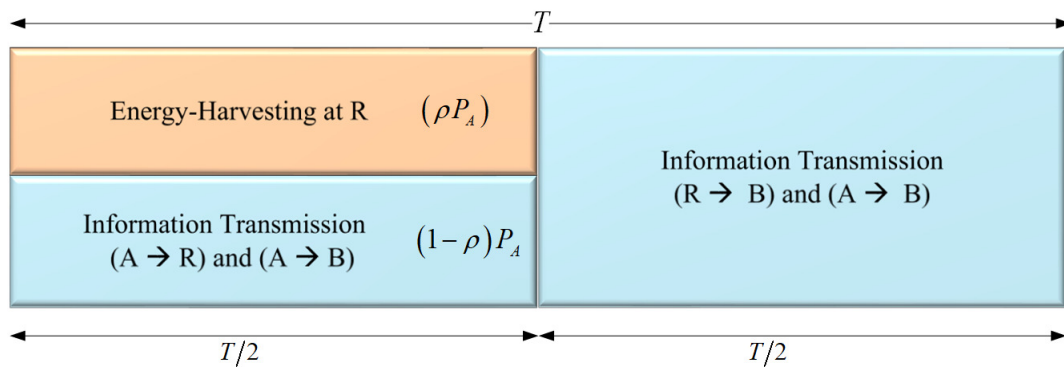 T
Energy-Harvesting at R (ρP_A)
Information Transmission
(A → R) and (A → B) (1−ρ)P_A
Information Transmission
(R → B) and (A → B)
T/2
T/2